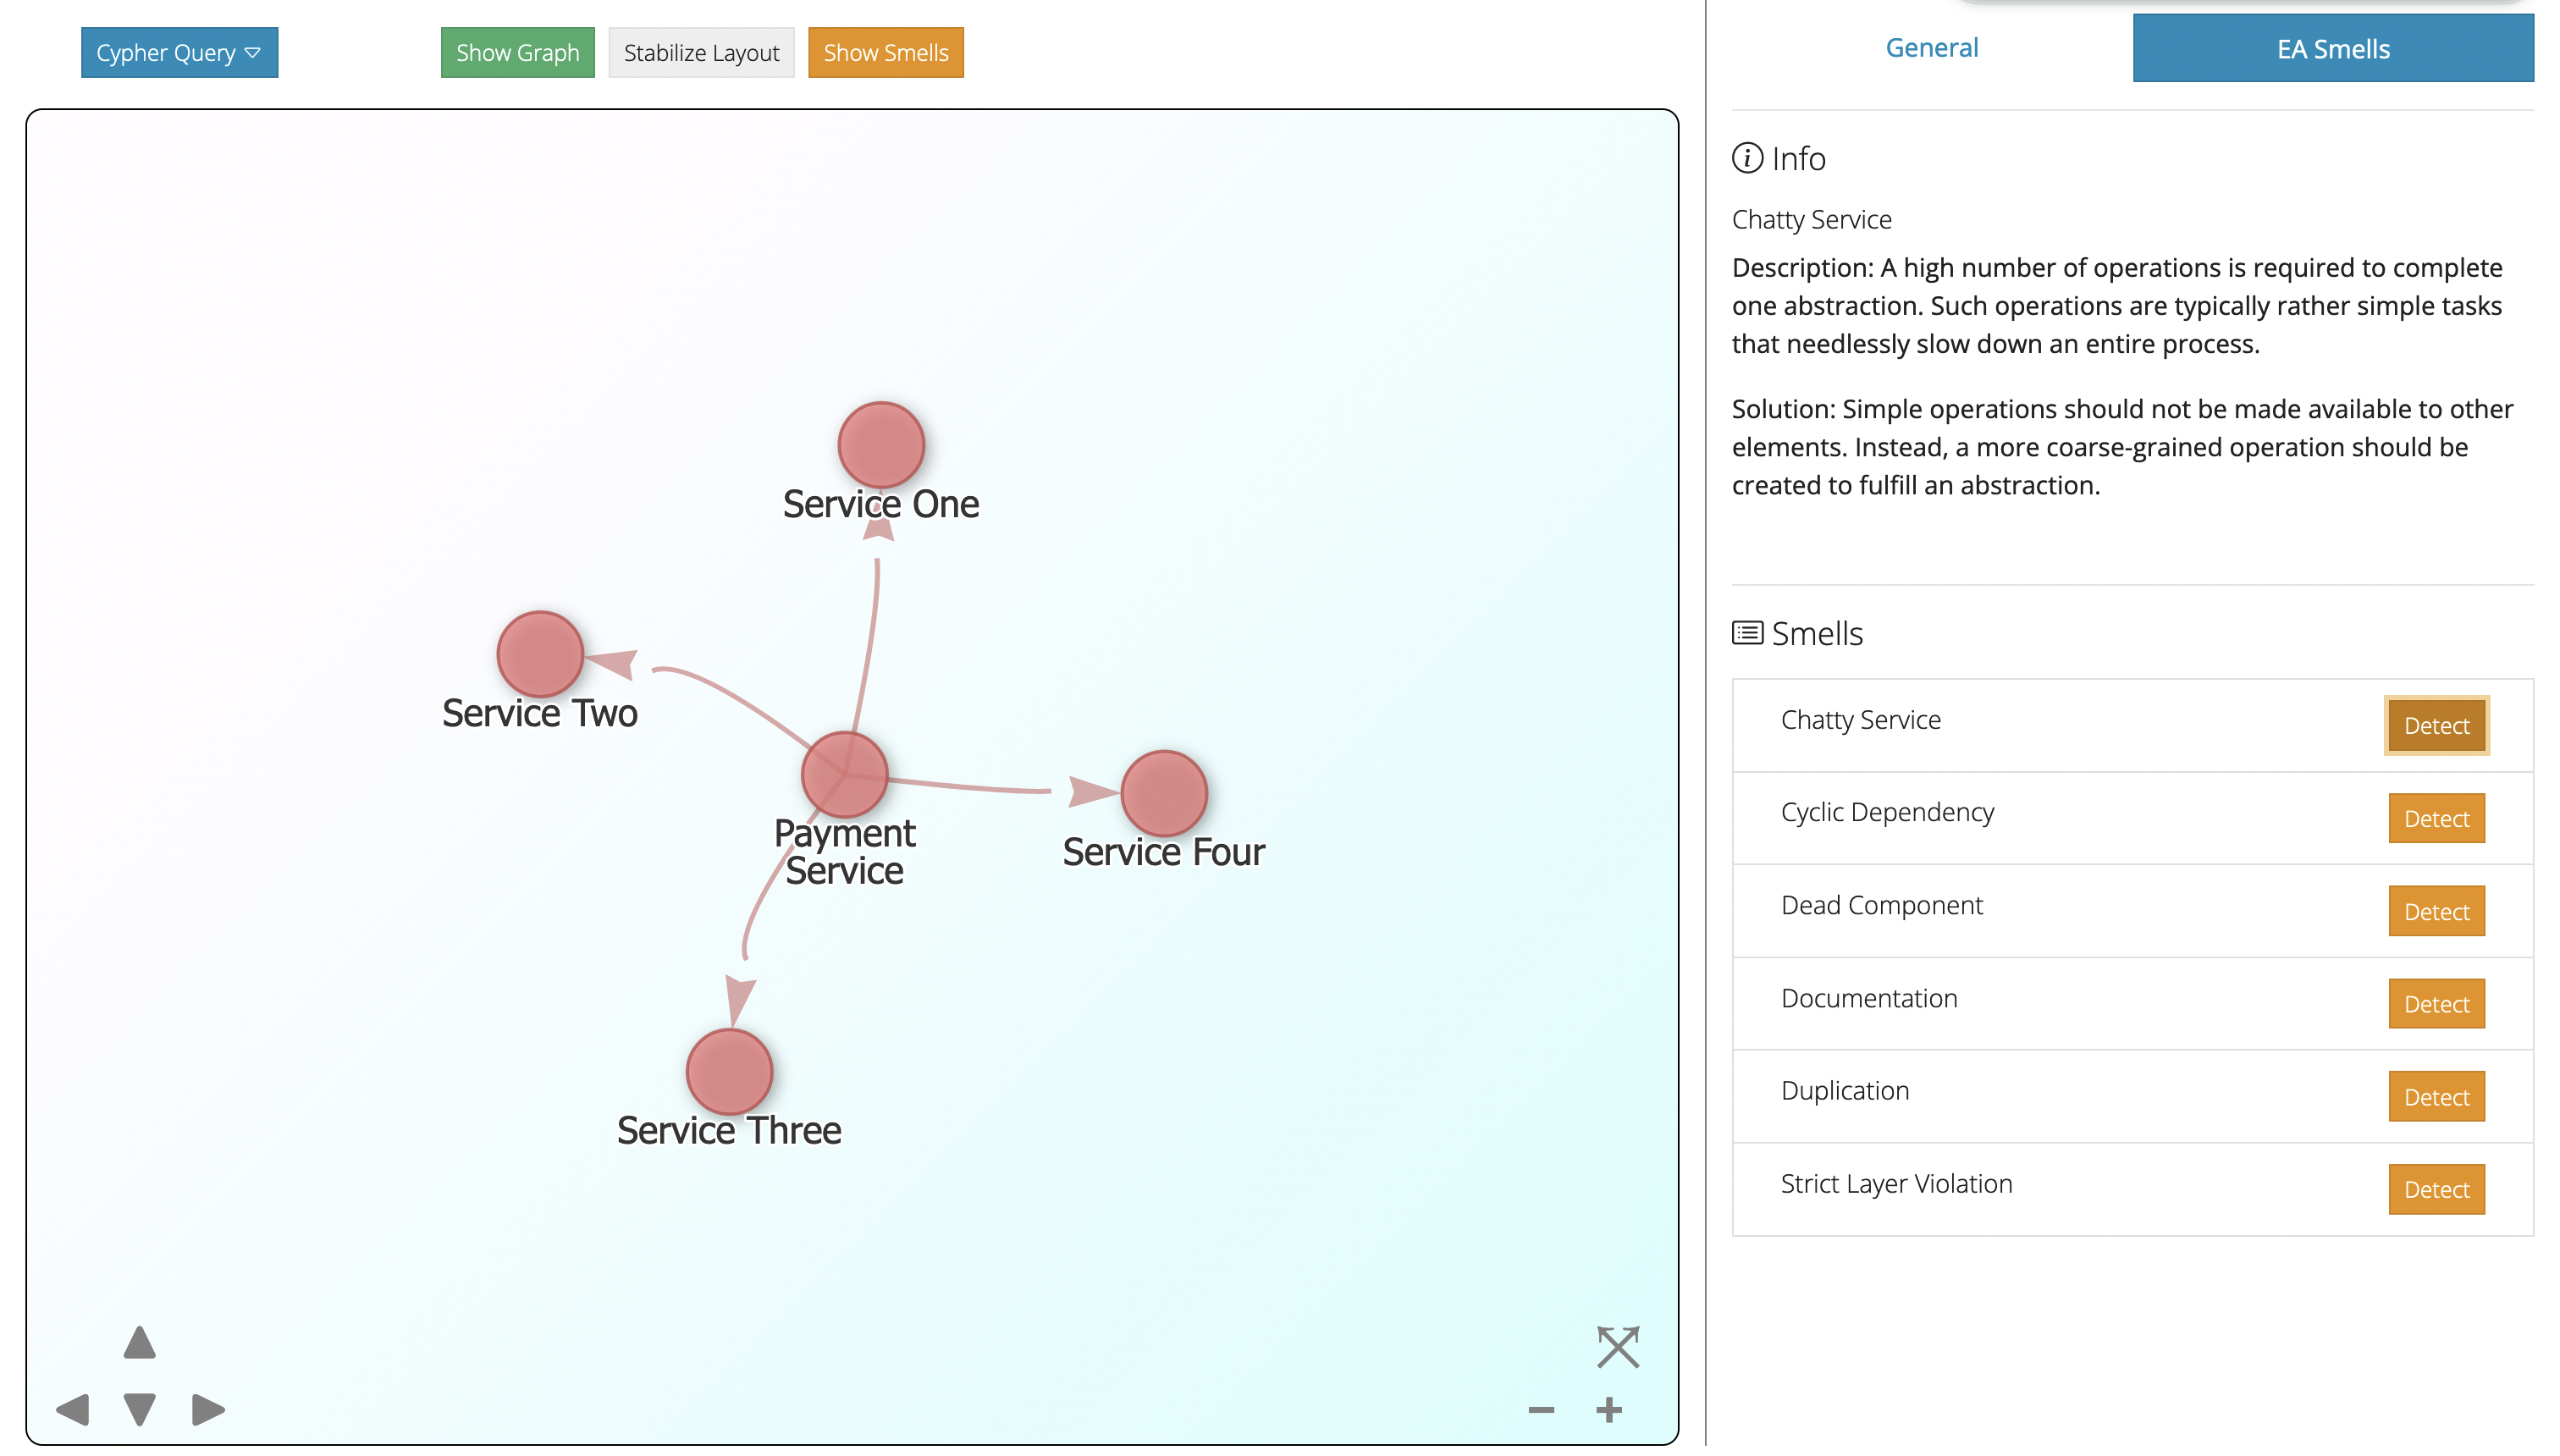 Cypher Query
Show Graph
Stabilize Layout
Show Smells
Service One
Service Two
Payment
Service
Service Four
Service Three
General
EA Smells
Info
Chatty Service
Description: A high number of operations is required to complete
one abstraction. Such operations are typically rather simple tasks
that needlessly slow down an entire process.
Solution: Simple operations should not be made available to other
elements. Instead, a more coarse-grained operation should be
created to fulfill an abstraction.
Smells
Chatty Service Detect
Cyclic Dependency Detect
Dead Component Detect
Documentation Detect
Duplication Detect
Strict Layer Violation Detect